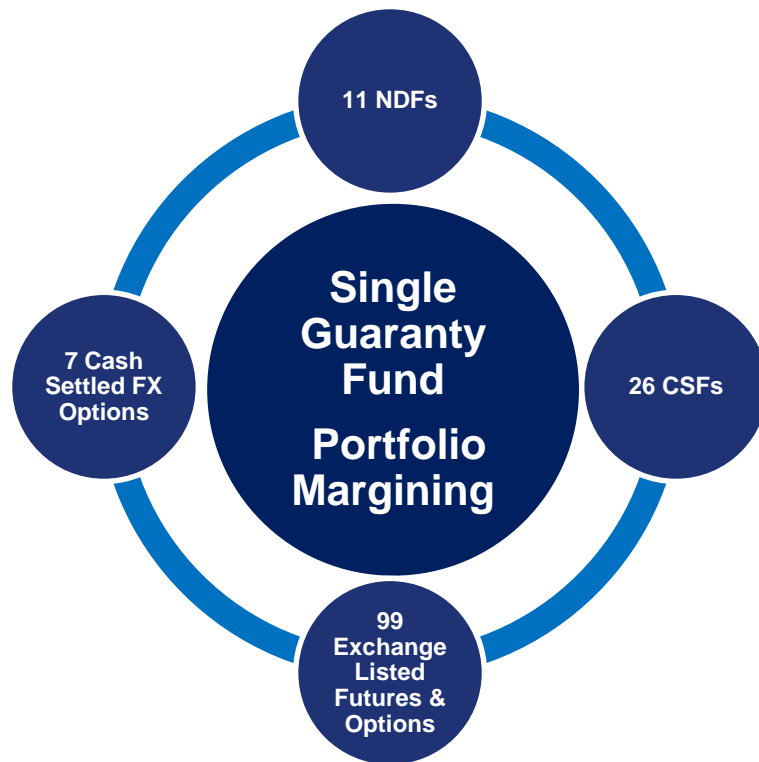 11 NDFs
Single
Guaranty
Fund
Portfolio
Margining
7 Cash
Settled FX
Options
26 CSFs
99
Exchange
Listed
Futures &
Options